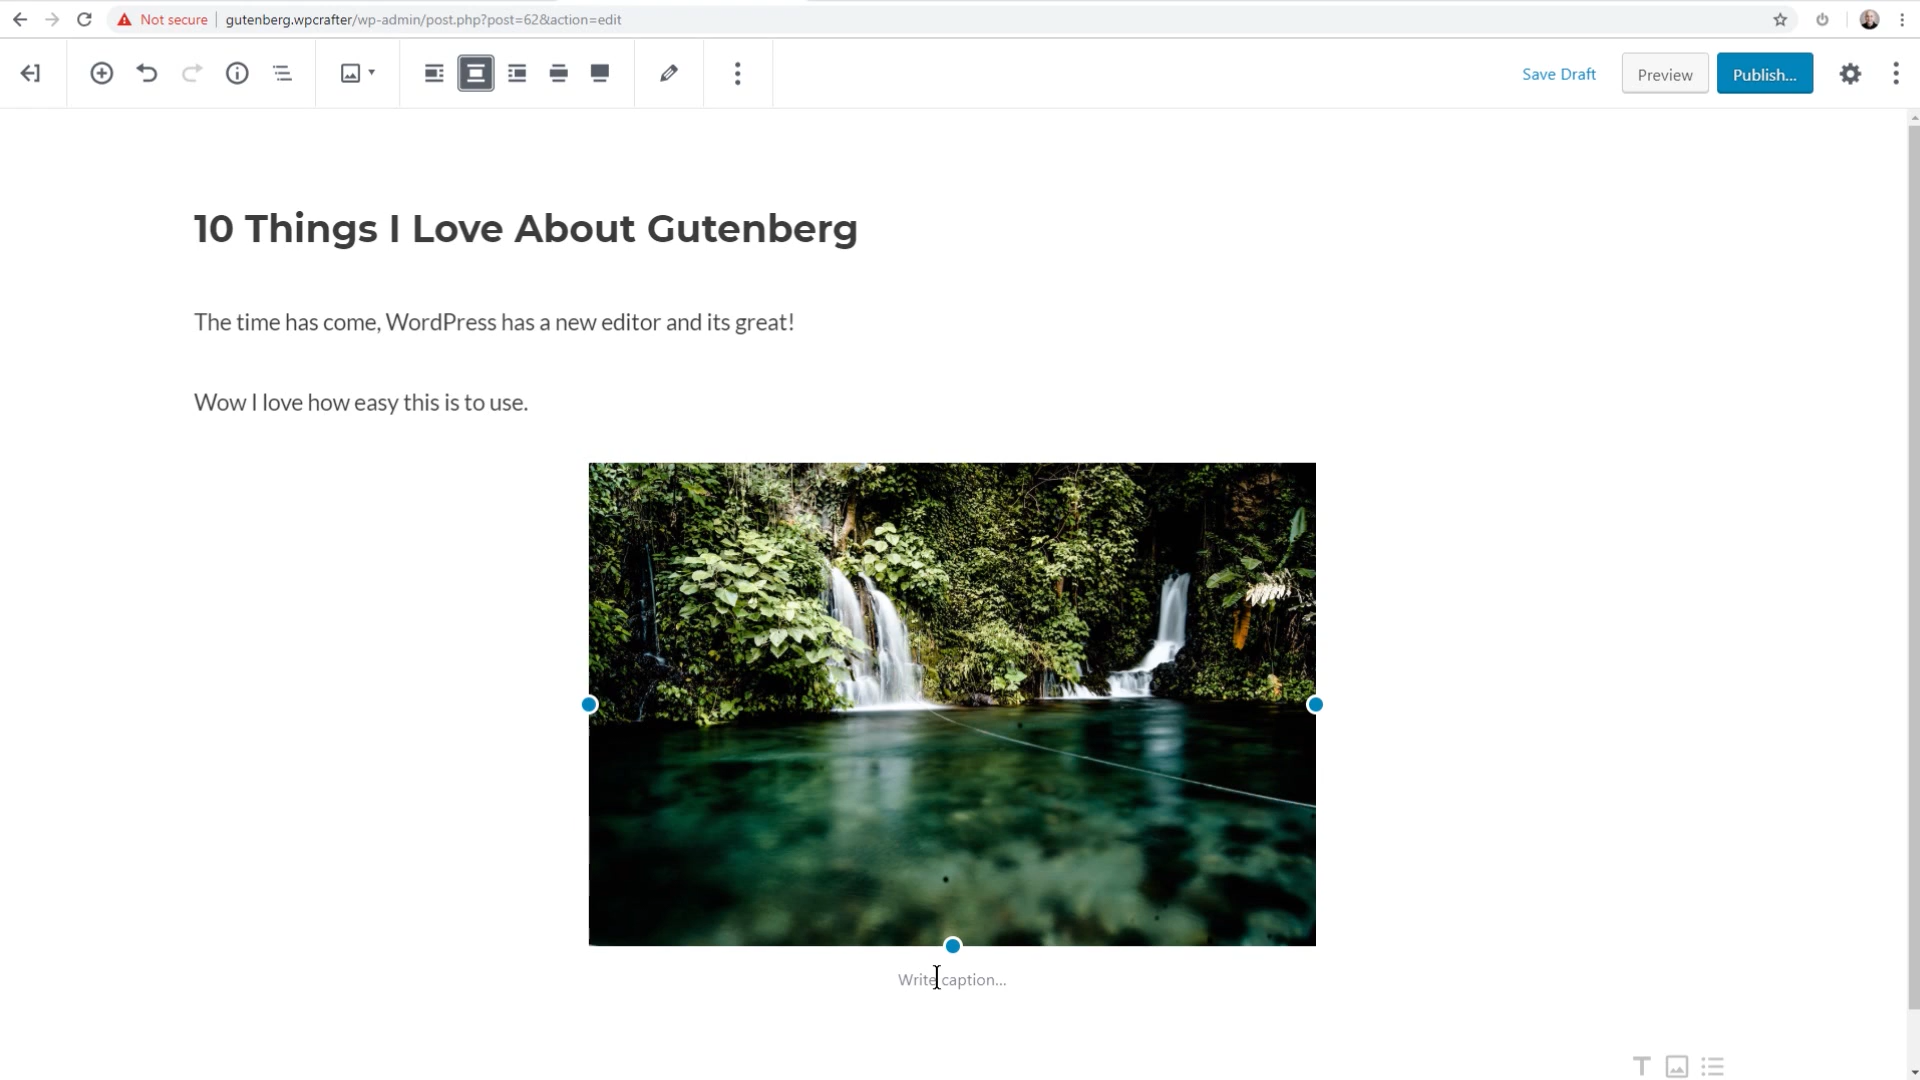 Not secure gutenberg.wpcrafter/wp-admin/post.php?post=62&action=edit
Save Draft Preview Publish...
10 Things I Love About Gutenberg
The time has come, WordPress has a new editor and its great!
Wow I love how easy this is to use.
Write caption...